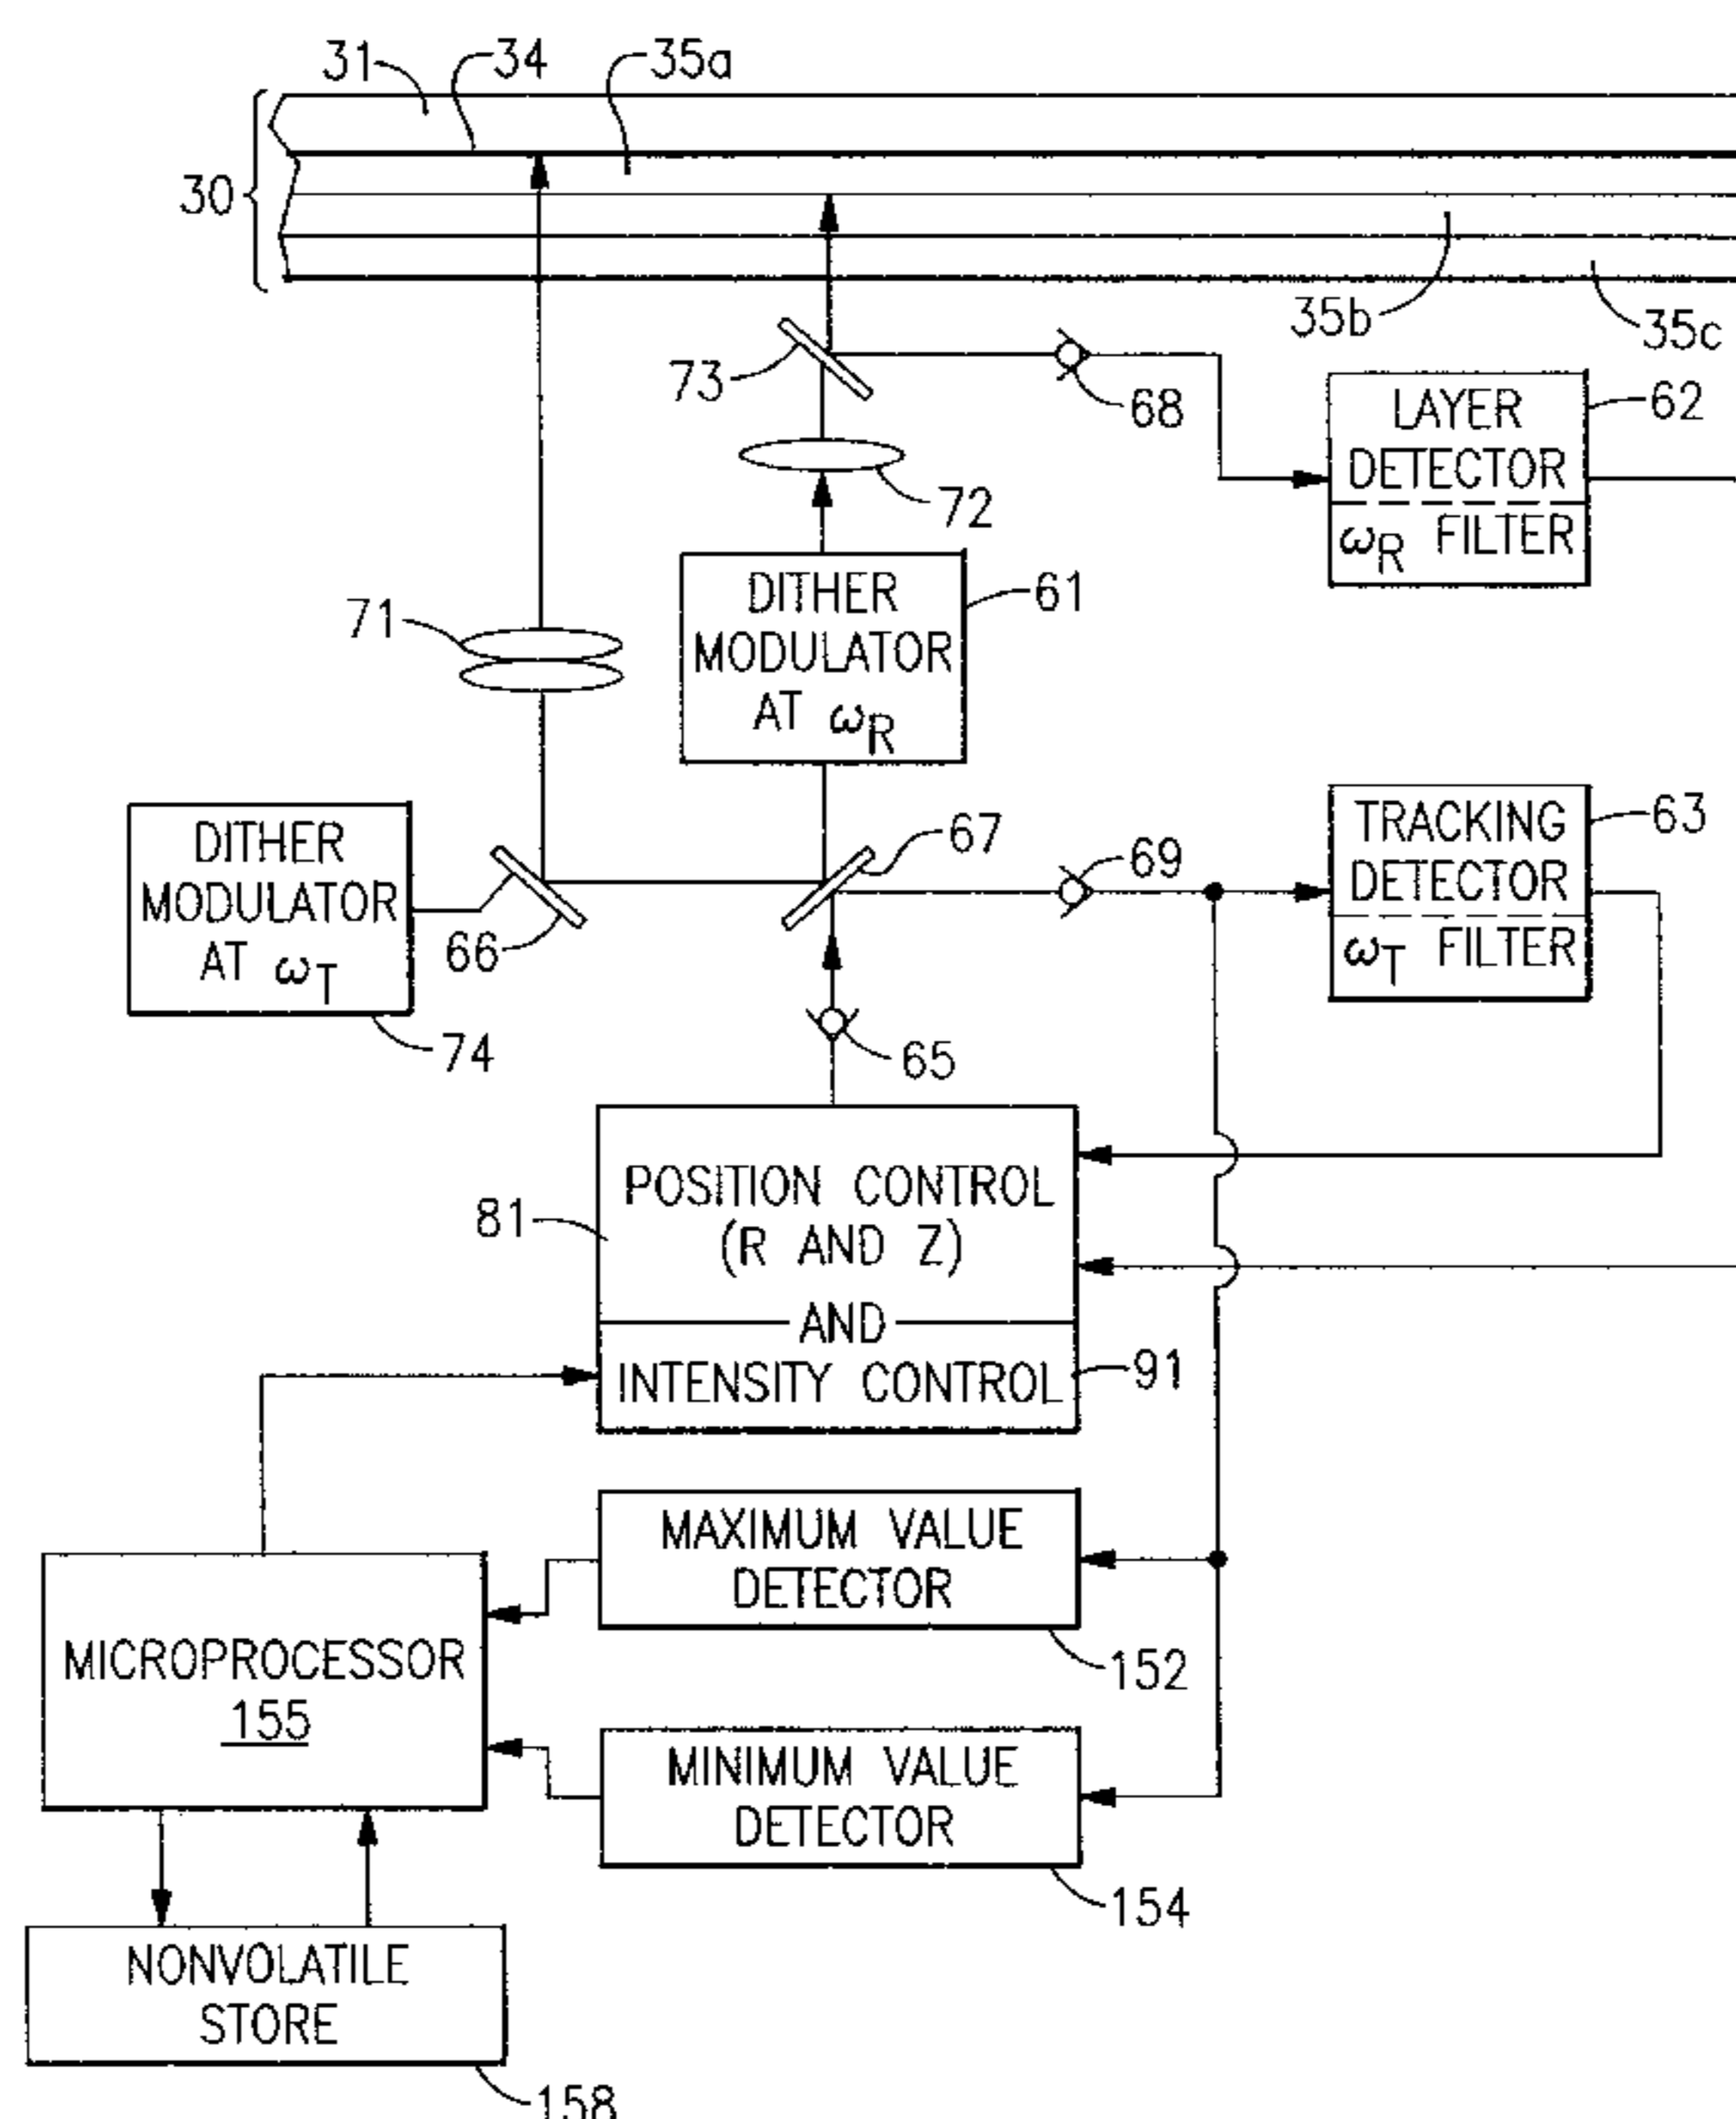 31
34
35a
30
35b
35c
73
68
LAYER
DETECTOR
ωR FILTER
62
72
DITHER
MODULATOR
AT ωR
61
71
DITHER
MODULATOR
AT ωT
74
66
67
69
TRACKING
DETECTOR
ωT FILTER
63
65
81
POSITION CONTROL
(R AND Z)
AND
INTENSITY CONTROL
91
MAXIMUM VALUE
DETECTOR
152
MICROPROCESSOR
155
MINIMUM VALUE
DETECTOR
154
NONVOLATILE
STORE
158